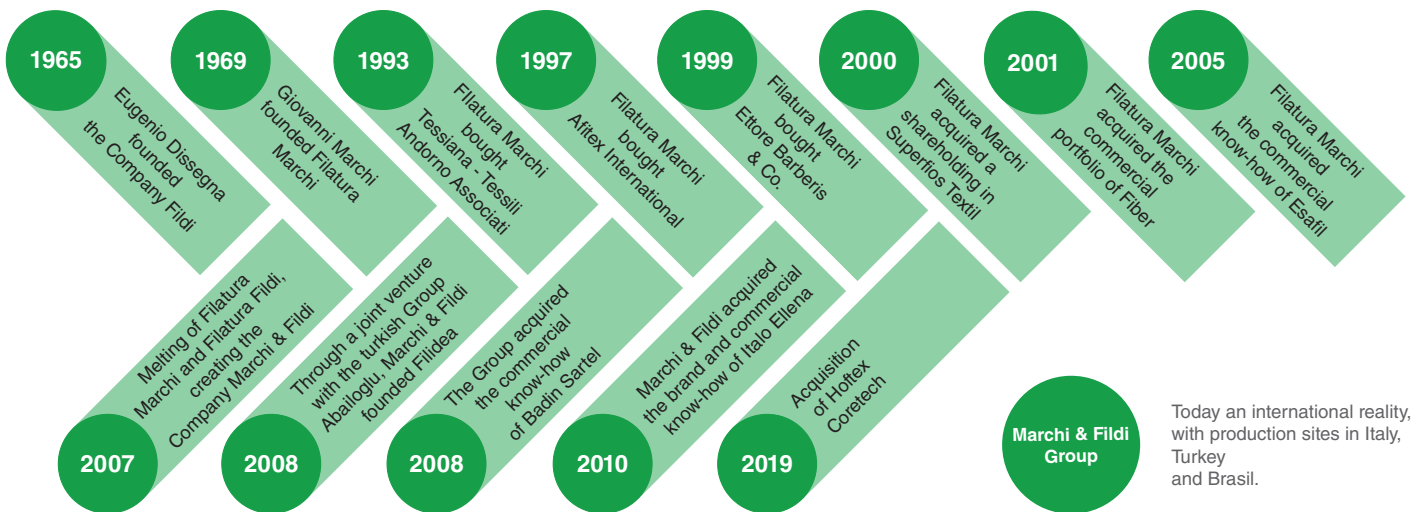 1965
Eugenio Dissegna
founded
the Company Fildi
1969
Giovanni Marchi
founded Filatura
Marchi
1993
FIlatura Marchi
bought
Tessiana - Tessili
Andorno Associati
1997
Filatura Marchi
bought
Afitex International
1999
Filatura Marchi
bought
Ettore Barberis
& Co.
2000
Filatura Marchi
acquired a
shareholding in
Superfios Textil
2001
Filatura Marchi
acquired the
commercial
portfolio of Fiber
2005
Filatura Marchi
acquired
the commercial
know-how of Esafil
2007
Melting of Filatura
Marchi and Filatura Fildi,
creating the
Company Marchi & Fildi
2008
Through a joint venture
with the turkish Group
Abailoglu, Marchi & Fildi
founded Filidea
2008
The Group acquired
the commercial
know-how
of Badin Sartel
2010
Marchi & Fildi acquired
the brand and commercial
know-how of Italo Ellena
2019
Acquisition
of Hoftex
Coretech
Marchi & Fildi
Group
Today an international reality,
with production sites in Italy,
Turkey
and Brasil.